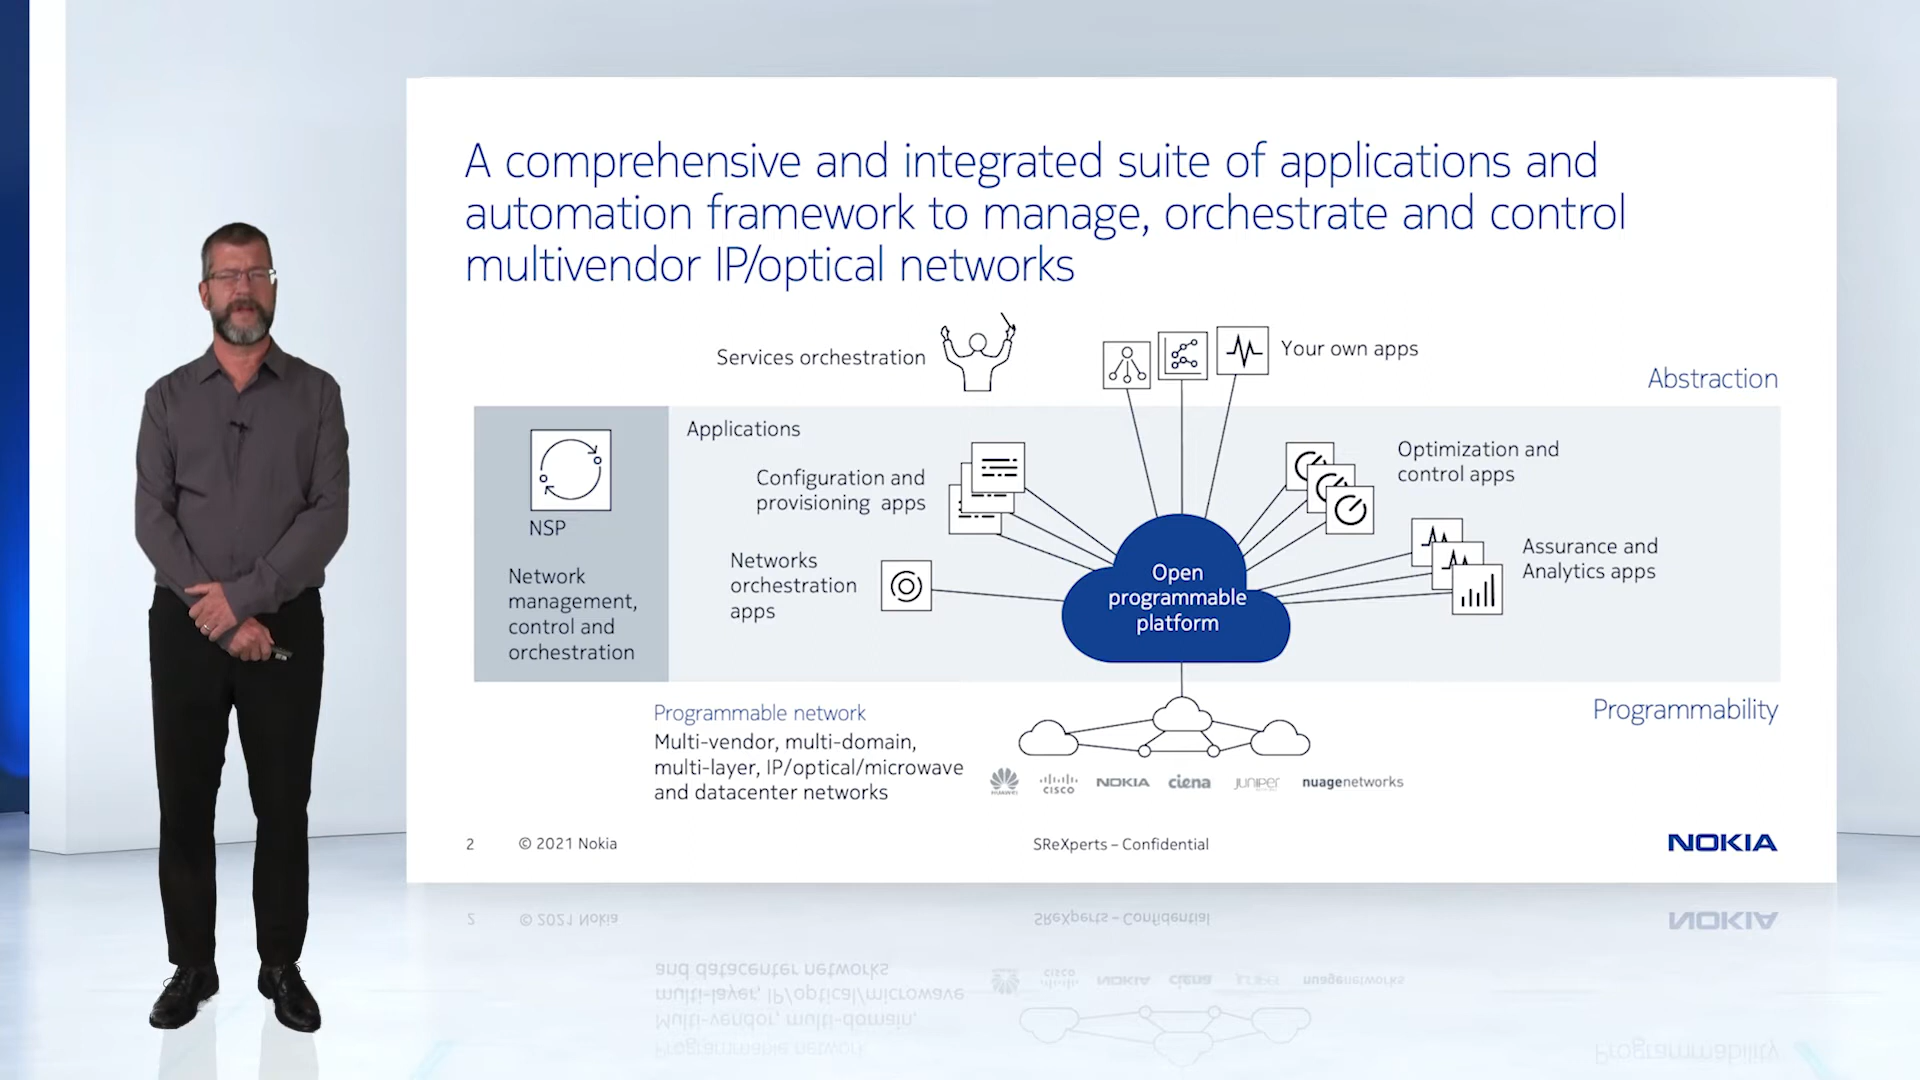 A comprehensive and integrated suite of applications and
automation framework to manage, orchestrate and control
multivendor IP/optical networks
Services orchestration
Your own apps
Abstraction
NSP
Network
management,
control and
orchestration
Applications
Configuration and
provisioning apps
Networks
orchestration
apps
Open
programmable
platform
Optimization and
control apps
Assurance and
Analytics apps
Programmability
Programmable network
Multi-vendor, multi-domain,
multi-layer, IP/optical/microwave
and datacenter networks
HUAWEI
cisco
NOKIA
ciena
JUNIPER
nuagenetworks
2
© 2021 Nokia
SReXperts – Confidential
NOKIA